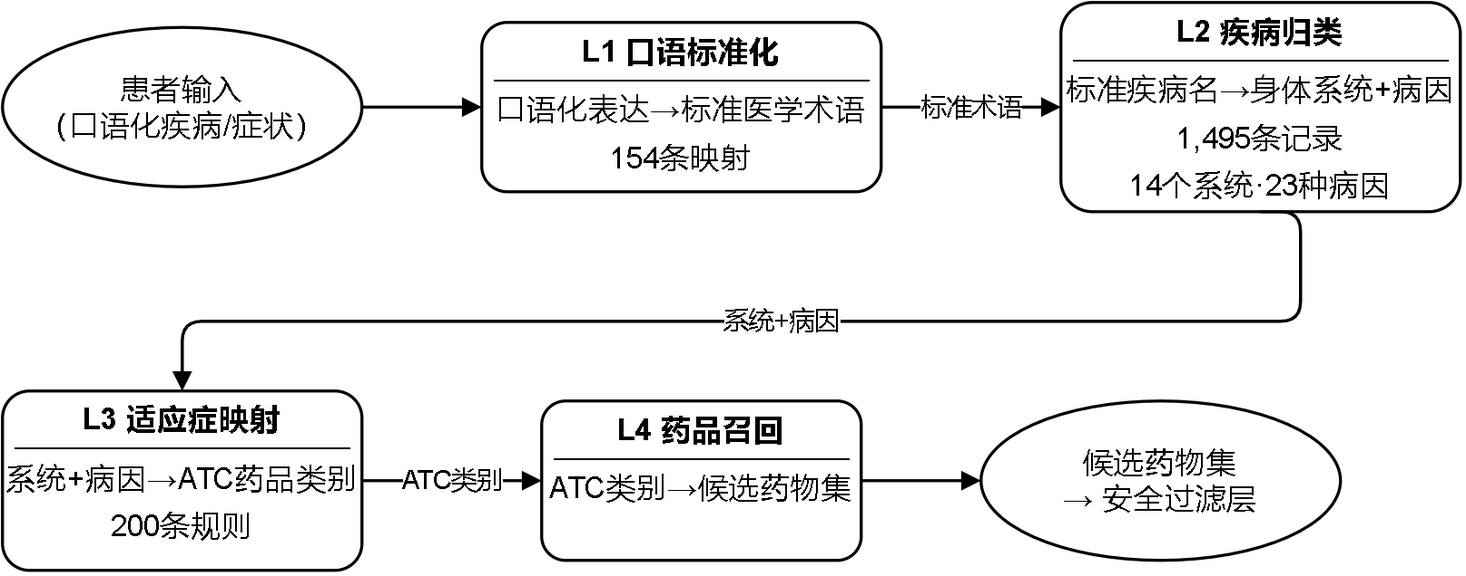 患者输入
(口语化疾病/症状)
L1 口语标准化
口语化表达→标准医学术语
154条映射
标准术语
L2 疾病归类
标准疾病名→身体系统+病因
1,495条记录
14个系统·23种病因
系统+病因
L3 适应症映射
系统+病因→ATC药品类别
200条规则
ATC类别
L4 药品召回
ATC类别→候选药物集
候选药物集
→ 安全过滤层